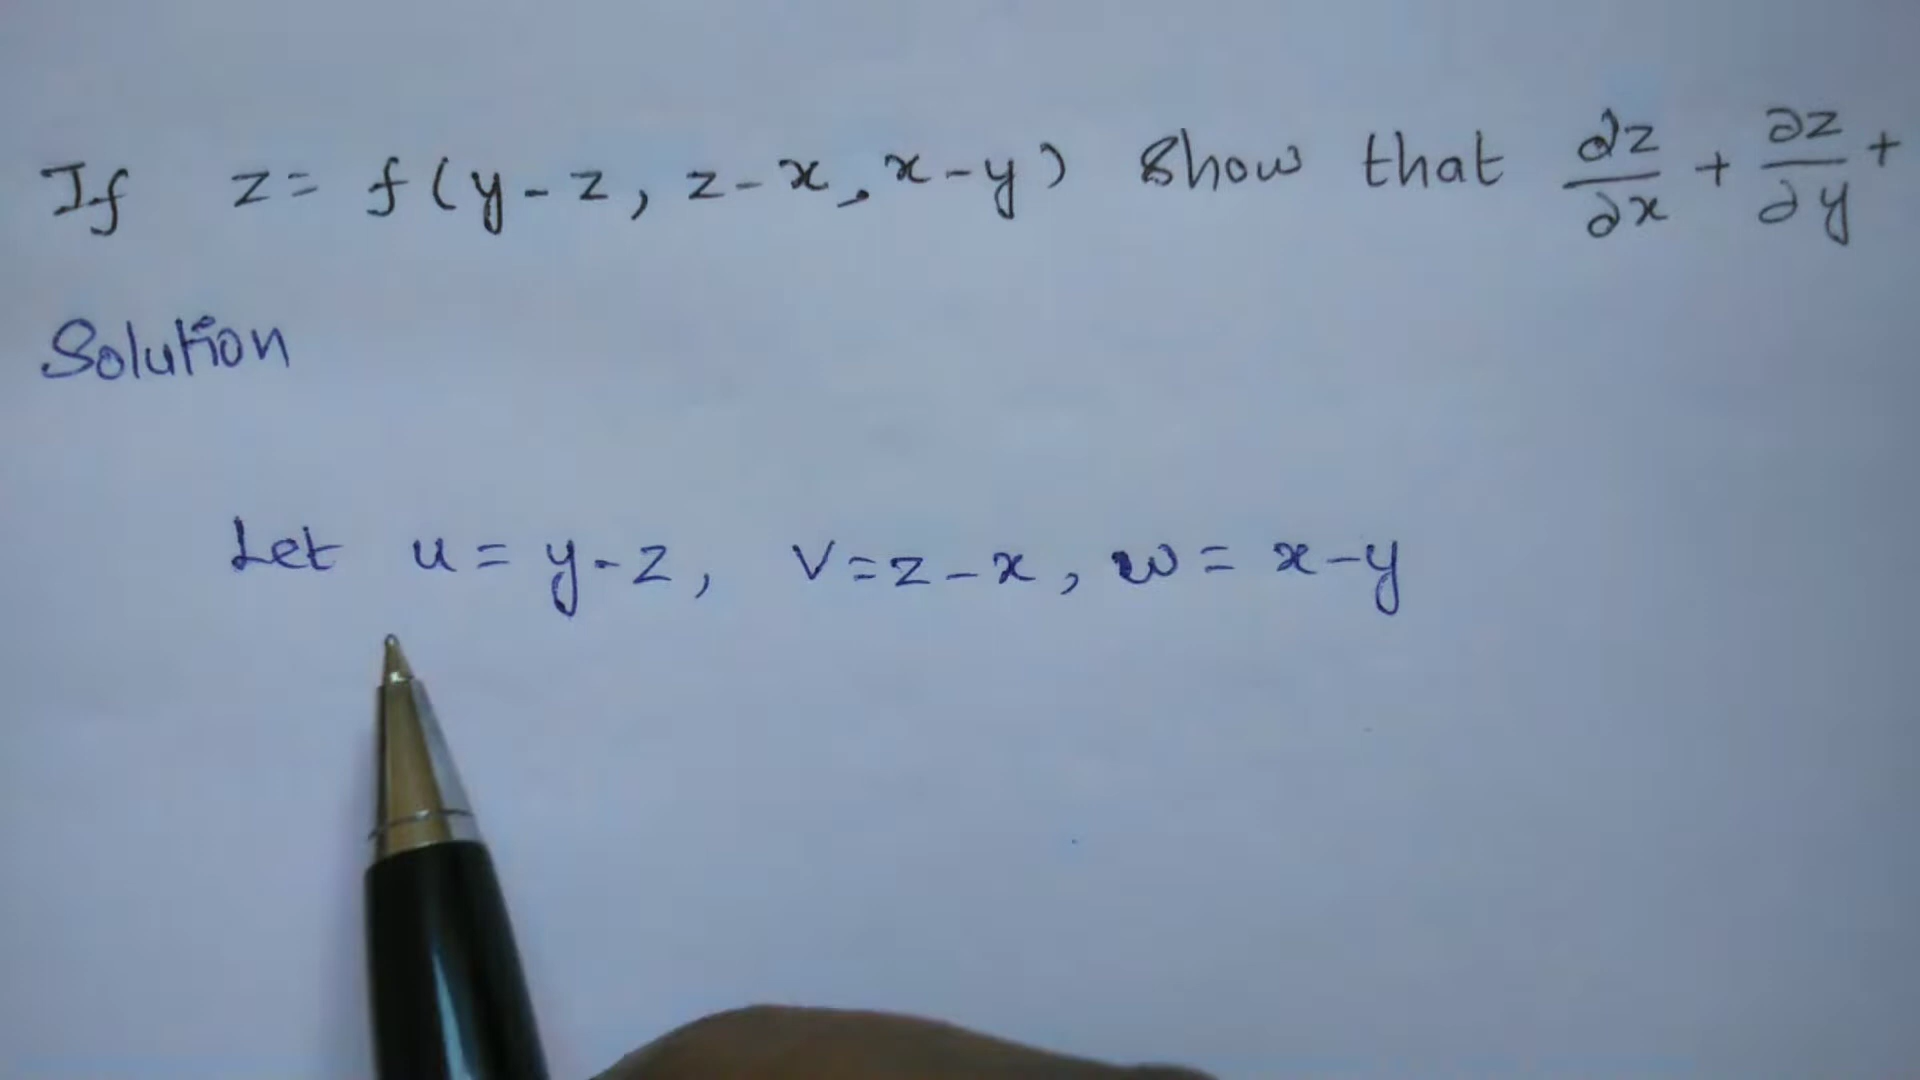 If z = f(y-z, z-x, x-y) Show that ∂z/∂x + ∂z/∂y +
Solution
Let u = y-z, v = z-x, w = x-y